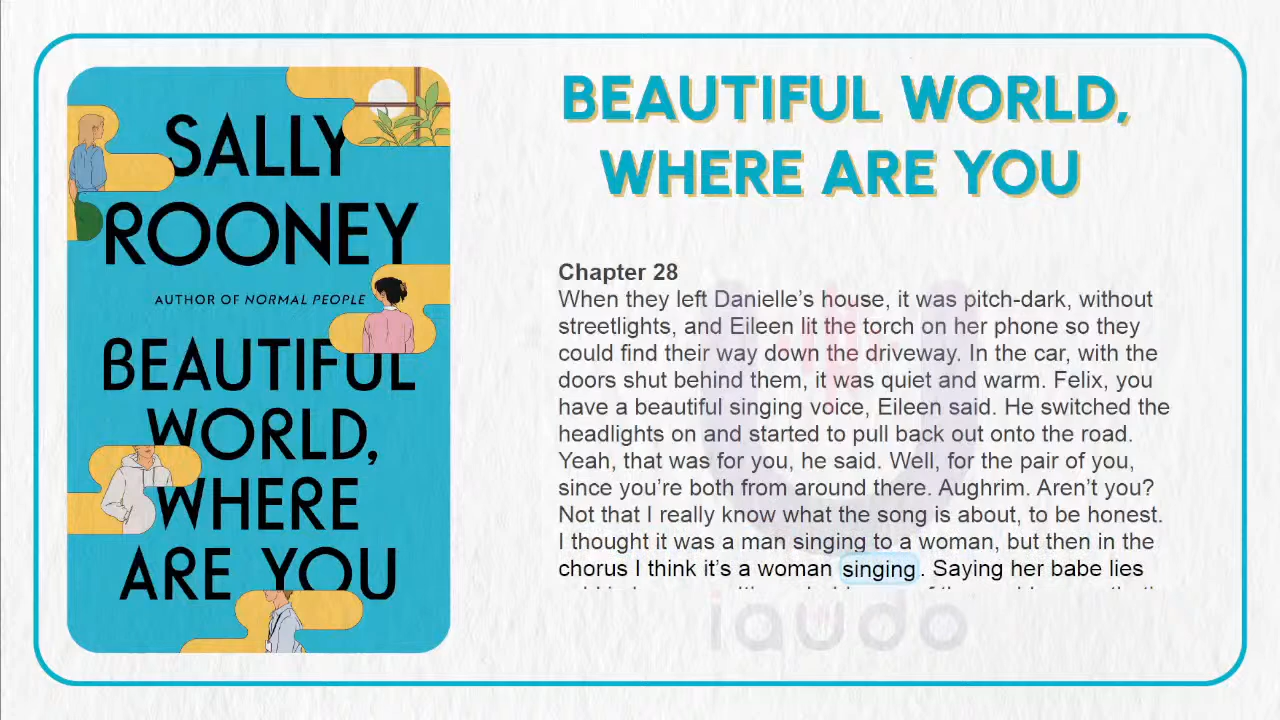 SALLY
ROONEY
AUTHOR OF NORMAL PEOPLE
BEAUTIFUL
WORLD,
WHERE
ARE YOU
BEAUTIFUL WORLD,
WHERE ARE YOU
Chapter 28
When they left Danielle’s house, it was pitch-dark, without
streetlights, and Eileen lit the torch on her phone so they
could find their way down the driveway. In the car, with the
doors shut behind them, it was quiet and warm. Felix, you
have a beautiful singing voice, Eileen said. He switched the
headlights on and started to pull back out onto the road.
Yeah, that was for you, he said. Well, for the pair of you,
since you’re both from around there. Aughrim. Aren’t you?
Not that I really know what the song is about, to be honest.
I thought it was a man singing to a woman, but then in the
chorus I think it’s a woman singing. Saying her babe lies
iaudo